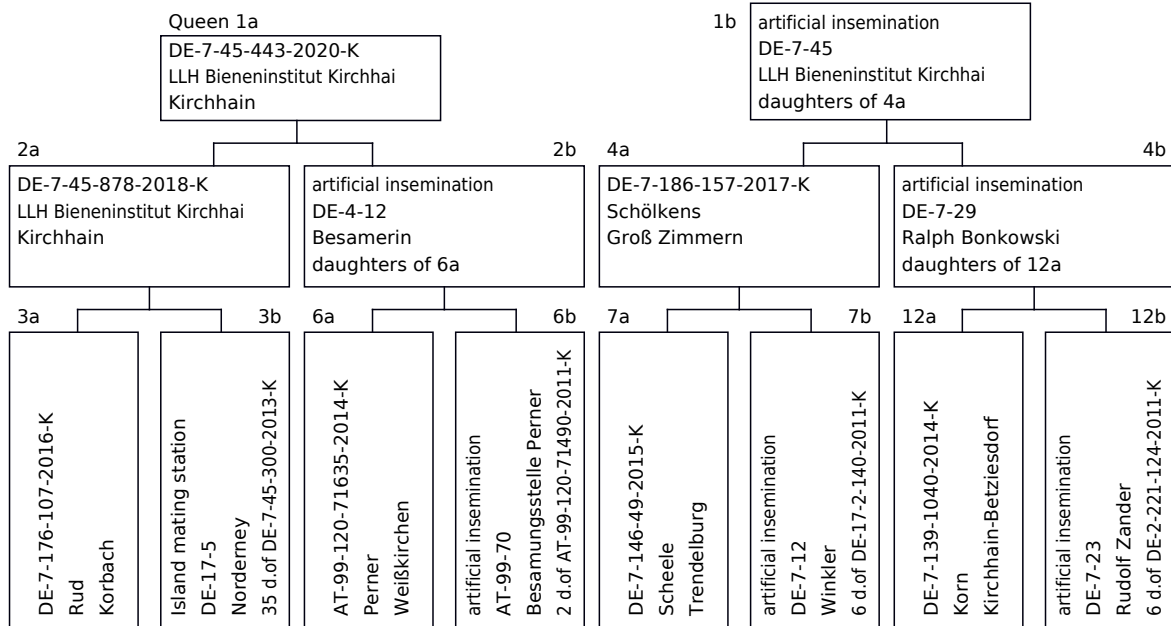 Queen 1a
DE-7-45-443-2020-K
LLH Bieneninstitut Kirchhai
Kirchhain
1b
artificial insemination
DE-7-45
LLH Bieneninstitut Kirchhai
daughters of 4a
2a
DE-7-45-878-2018-K
LLH Bieneninstitut Kirchhai
Kirchhain
2b
artificial insemination
DE-4-12
Besamerin
daughters of 6a
4a
DE-7-186-157-2017-K
Schölkens
Groß Zimmern
4b
artificial insemination
DE-7-29
Ralph Bonkowski
daughters of 12a
3a
DE-7-176-107-2016-K
Rud
Korbach
3b
Island mating station
DE-17-5
Norderney
35 d.of DE-7-45-300-2013-K
6a
AT-99-120-71635-2014-K
Perner
Weißkirchen
6b
artificial insemination
AT-99-70
Besamungsstelle Perner
2 d.of AT-99-120-71490-2011-K
7a
DE-7-146-49-2015-K
Scheele
Trendelburg
7b
artificial insemination
DE-7-12
Winkler
6 d.of DE-17-2-140-2011-K
12a
DE-7-139-1040-2014-K
Korn
Kirchhain-Betziesdorf
12b
artificial insemination
DE-7-23
Rudolf Zander
6 d.of DE-2-221-124-2011-K